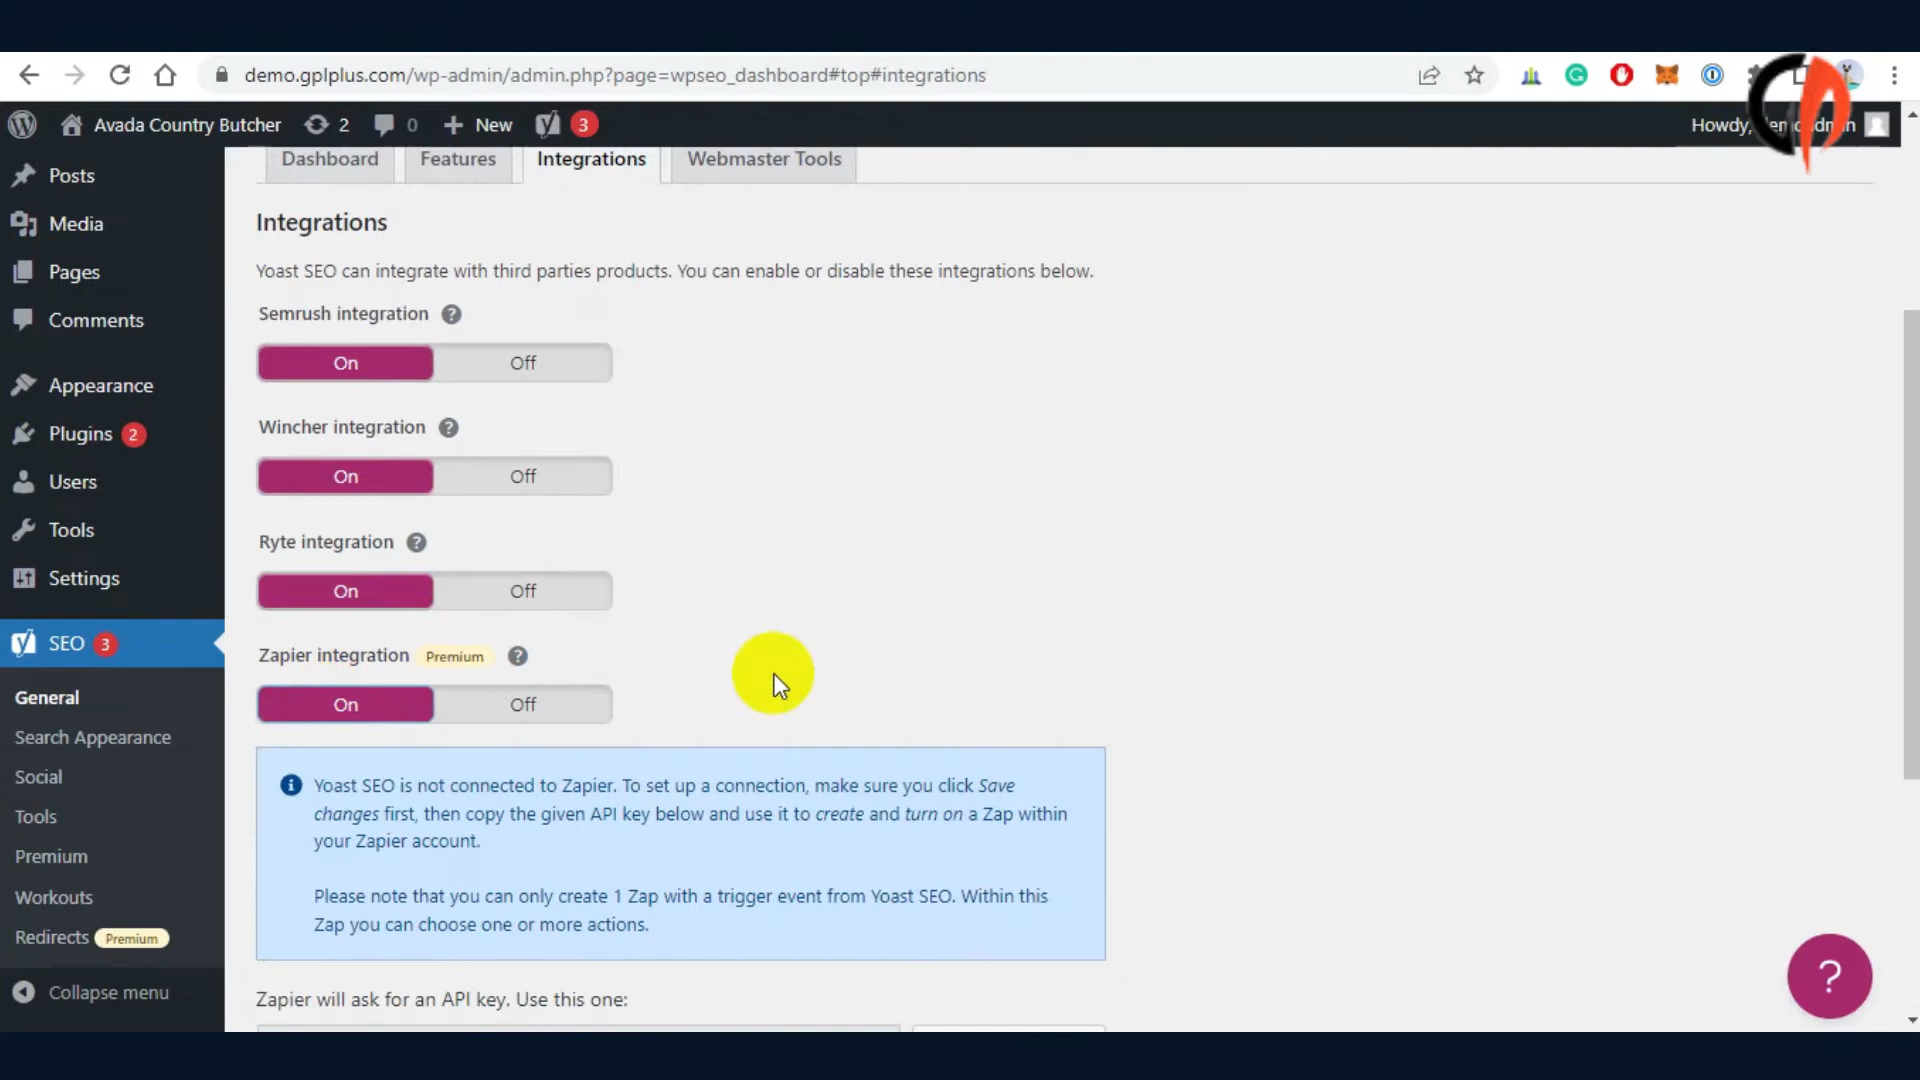 demo.gplplus.com/wp-admin/admin.php?page=wpseo_dashboard#top#integrations
Avada Country Butcher 2 0 New 3
Howdy,
Dashboard Features Integrations Webmaster Tools
Posts
Media
Pages
Comments
Appearance
Plugins 2
Users
Tools
Settings
SEO 3
General
Search Appearance
Social
Tools
Premium
Workouts
Redirects Premium
Collapse menu
Integrations
Yoast SEO can integrate with third parties products. You can enable or disable these integrations below.
Semrush integration ?
On Off
Wincher integration ?
On Off
Ryte integration ?
On Off
Zapier integration Premium ?
On Off
Yoast SEO is not connected to Zapier. To set up a connection, make sure you click Save
changes first, then copy the given API key below and use it to create and turn on a Zap within
your Zapier account.
Please note that you can only create 1 Zap with a trigger event from Yoast SEO. Within this
Zap you can choose one or more actions.
Zapier will ask for an API key. Use this one:
?